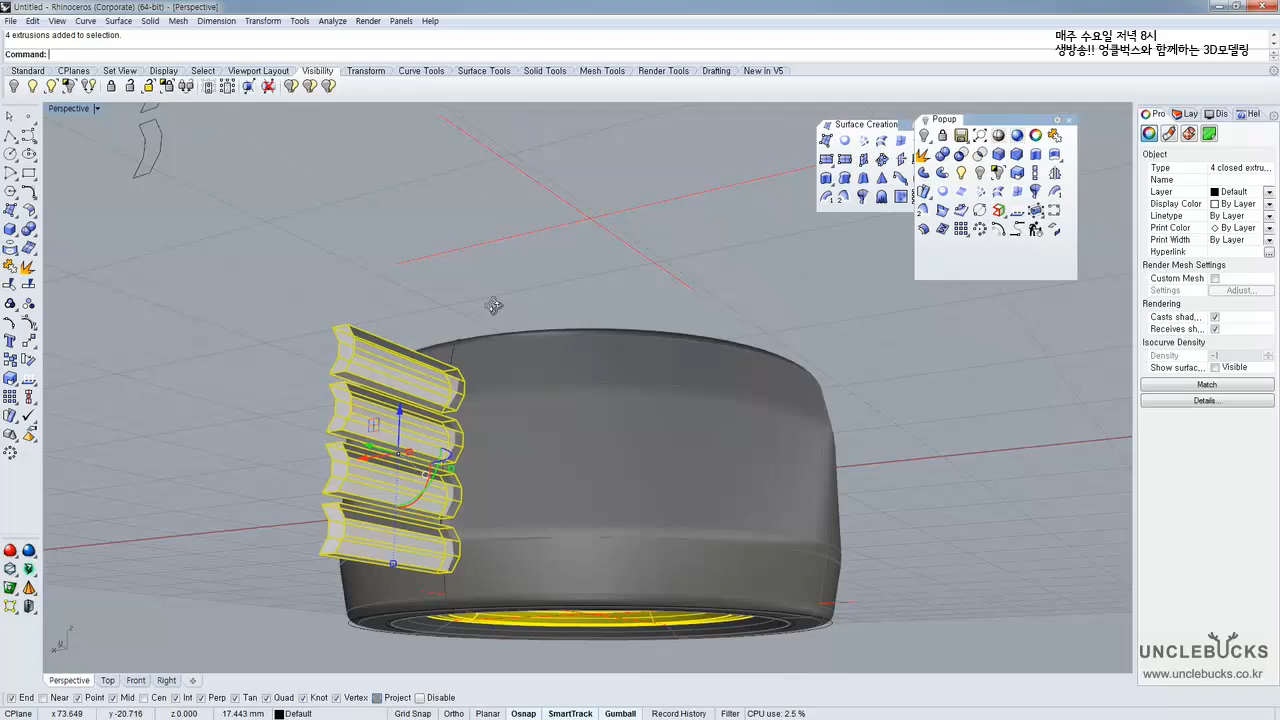 Untitled - Rhinoceros (Corporate) (64-bit) - [Perspective]
File Edit View Curve Surface Solid Mesh Dimension Transform Tools Analyze Render Panels Help
4 extrusions added to selection.
매주 수요일 저녁 8시
Command:
생방송!! 엉클벅스와 함께하는 3D모델링
Standard CPlanes Set View Display Select Viewport Layout Visibility Transform Curve Tools Surface Tools Solid Tools Mesh Tools Render Tools Drafting New in V5
Perspective
Surface Creation
Popup
Pro Lay Dis Hel
Object
Type 4 closed extru...
Name
Layer Default
Display Color By Layer
Linetype By Layer
Print Color By Layer
Print Width By Layer
Hyperlink ...
Render Mesh Settings
Custom Mesh
Settings Adjust...
Rendering
Casts shad...
Receives sh...
Isocurve Density
Density -1
Show surfac... Visible
Match
Details...
z
y
UNCLEBUCKS
www.unclebucks.co.kr
Perspective Top Front Right
End Near Point Mid Cen Int Perp Tan Quad Knot Vertex Project Disable
CPlane x 73.649 y -20.716 z 0.000 17.443 mm Default Grid Snap Ortho Planar Osnap SmartTrack Gumball Record History Filter CPU use: 2.5 %